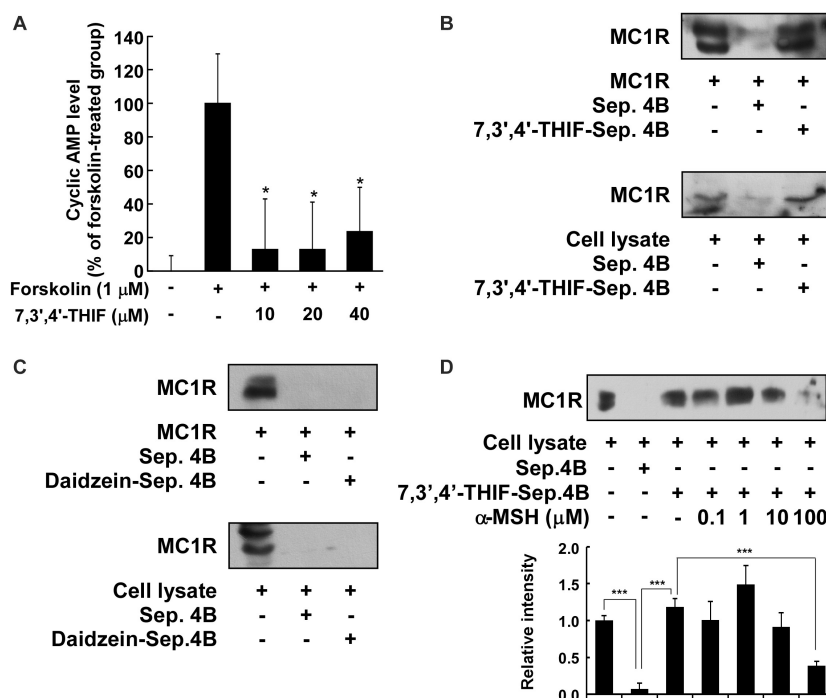 A
Cyclic AMP level
(% of forskolin-treated group)
140
120
100
80
60
40
20
0
* * *
Forskolin (1 μM) - + + + +
7,3',4'-THIF (μM) - - 10 20 40
B
MC1R
MC1R + + +
Sep. 4B - + -
7,3',4'-THIF-Sep. 4B - - +
MC1R
Cell lysate + + +
Sep. 4B - + -
7,3',4'-THIF-Sep. 4B - - +
C
MC1R
MC1R + + +
Sep. 4B - + -
Daidzein-Sep. 4B - - +
MC1R
Cell lysate + + +
Sep. 4B - + -
Daidzein-Sep.4B - - +
D
MC1R
Cell lysate + + + + + + +
Sep.4B - + - - - - -
7,3’,4’-THIF-Sep.4B - - + + + + +
α-MSH (μM) - - - 0.1 1 10 100
Relative intensity
2.0
1.5
1.0
0.5
0.0
*** *** ***